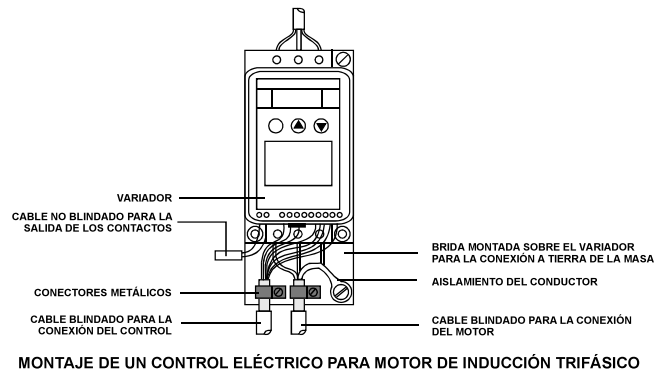 VARIADOR
CABLE NO BLINDADO PARA LA
SALIDA DE LOS CONTACTOS
CONECTORES METÁLICOS
CABLE BLINDADO PARA LA
CONEXIÓN DEL CONTROL
BRIDA MONTADA SOBRE EL VARIADOR
PARA LA CONEXIÓN A TIERRA DE LA MASA
AISLAMIENTO DEL CONDUCTOR
CABLE BLINDADO PARA LA CONEXIÓN
DEL MOTOR
MONTAJE DE UN CONTROL ELÉCTRICO PARA MOTOR DE INDUCCIÓN TRIFÁSICO